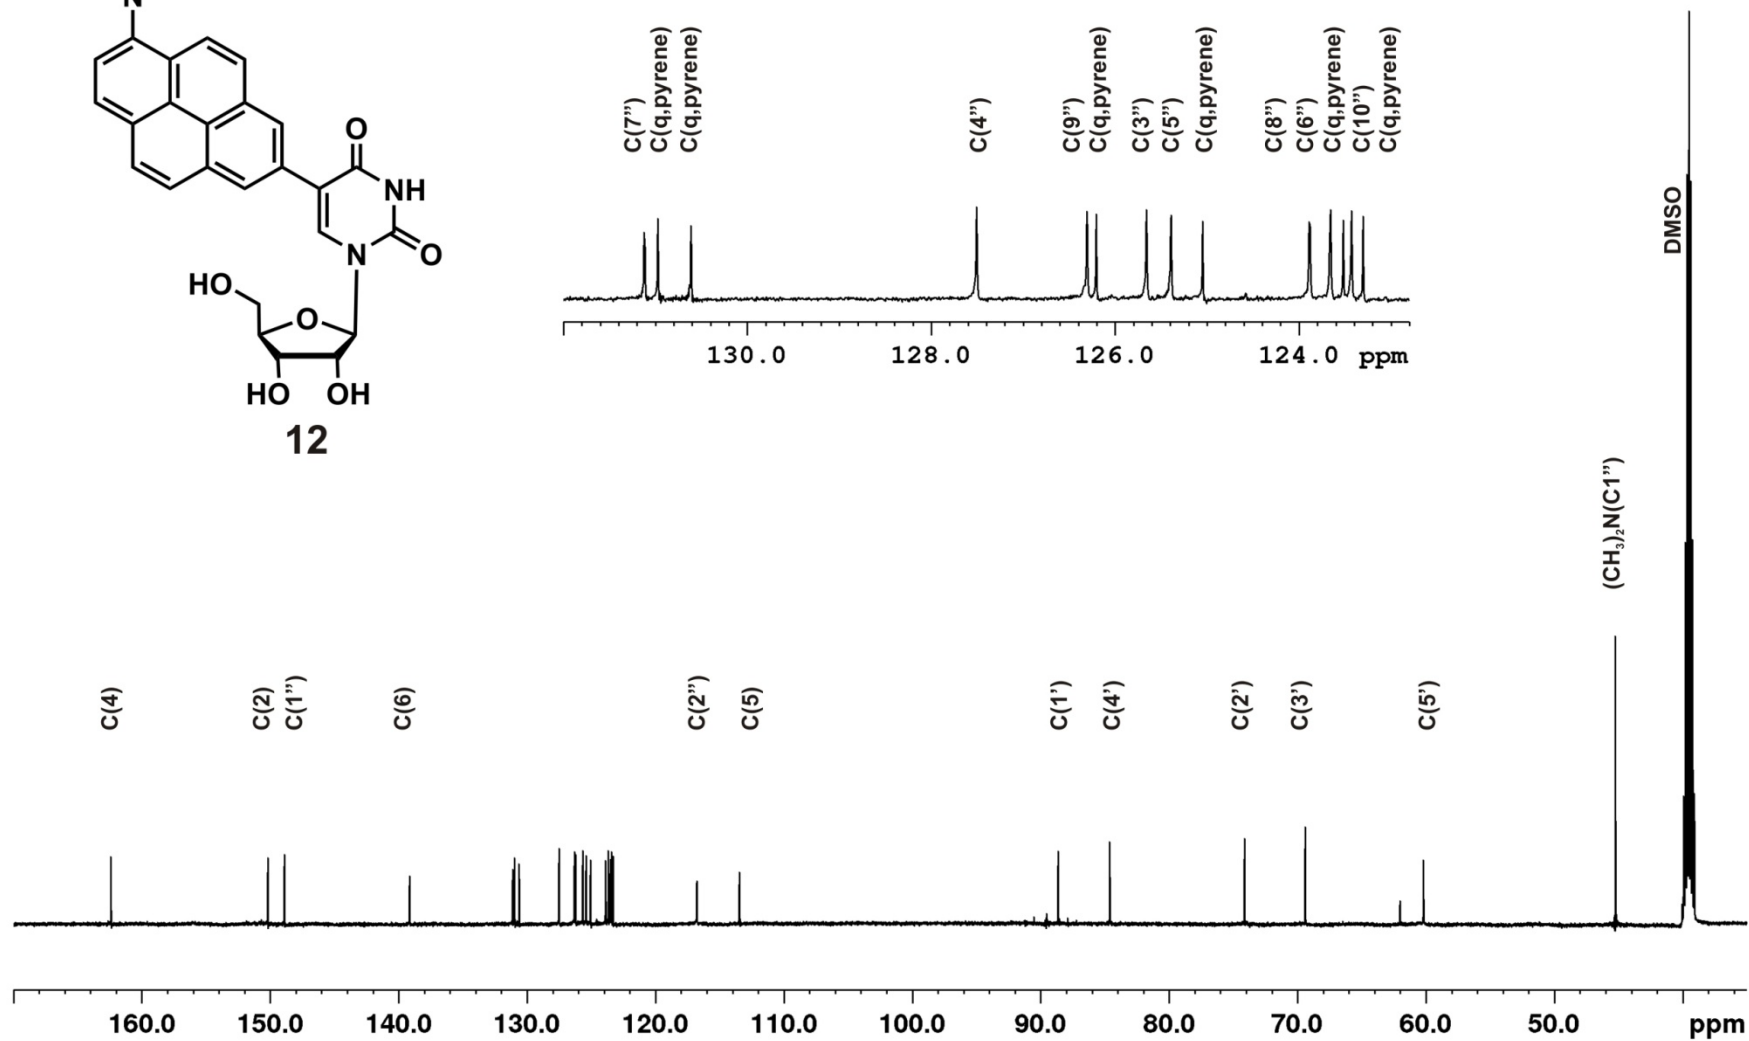 N
O
NH
N
O
HO
O
HO OH
12
C(7”)
C(q,pyrene)
C(q,pyrene)
C(4”)
C(9”)
C(q,pyrene)
C(3”)
C(5”)
C(q,pyrene)
C(8”)
C(6”)
C(q,pyrene)
C(10”)
C(q,pyrene)
130.0 128.0 126.0 124.0 ppm
DMSO
(CH₃)₂N(C1”)
C(4)
C(2)
C(1”)
C(6)
C(2”)
C(5)
C(1’)
C(4’)
C(2’)
C(3’)
C(5’)
160.0 150.0 140.0 130.0 120.0 110.0 100.0 90.0 80.0 70.0 60.0 50.0 ppm